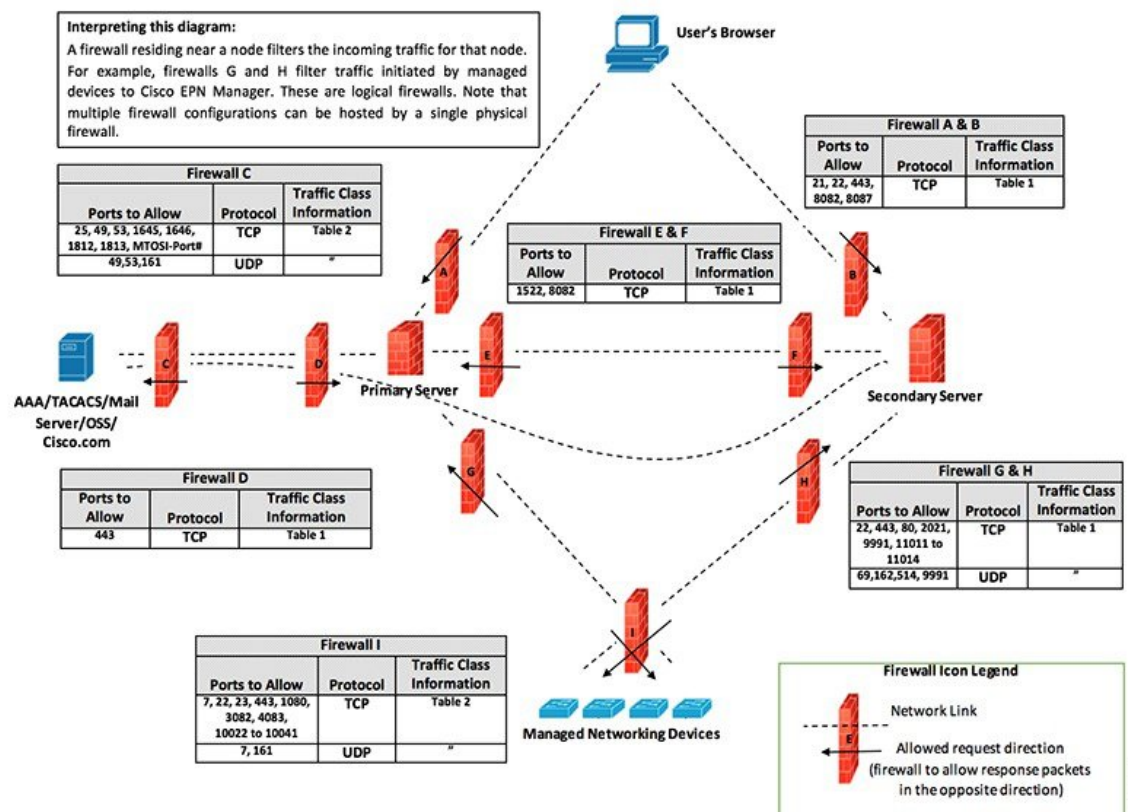 Interpreting this diagram:
A firewall residing near a node filters the incoming traffic for that node.
For example, firewalls G and H filter traffic initiated by managed
devices to Cisco EPN Manager. These are logical firewalls. Note that
multiple firewall configurations can be hosted by a single physical
firewall.
User's Browser
Firewall A & B
Ports to
Allow
Protocol
Traffic Class
Information
21, 22, 443,
8082, 8087
TCP
Table 1
Firewall C
Ports to Allow
Protocol
Traffic Class
Information
25, 49, 53, 1645, 1646,
1812, 1813, MTOSI-Port#
TCP
Table 2
49,53,161
UDP
"
Firewall E & F
Ports to
Allow
Protocol
Traffic Class
Information
1522, 8082
TCP
Table 1
A
B
C
D
E
F
Primary Server
Secondary Server
AAA/TACACS/Mail
Server/OSS/
Cisco.com
G
H
Firewall D
Ports to
Allow
Protocol
Traffic Class
Information
443
TCP
Table 1
Firewall G & H
Ports to Allow
Protocol
Traffic Class
Information
22, 443, 80, 2021,
9991, 11011 to
11014
TCP
Table 1
69,162,514, 9991
UDP
"
I
Firewall I
Ports to Allow
Protocol
Traffic Class
Information
7, 22, 23, 443, 1080,
3082, 4083,
10022 to 10041
TCP
Table 2
7, 161
UDP
"
Managed Networking Devices
Firewall Icon Legend
Network Link
E
Allowed request direction
(firewall to allow response packets
in the opposite direction)